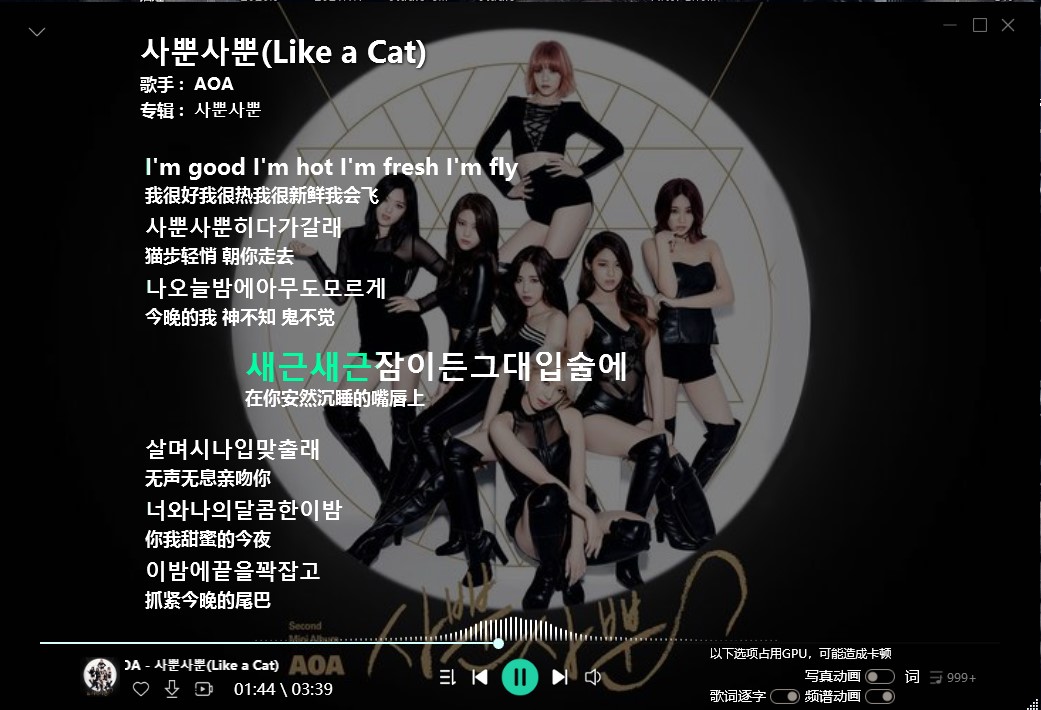 사뿐사뿐(Like a Cat)
歌手： AOA
专辑： 사뿐사뿐
I'm good I'm hot I'm fresh I'm fly
我很好我很热我很新鲜我会飞
사뿐사뿐히다가갈래
猫步轻悄 朝你走去
나오늘밤에아무도모르게
今晚的我 神不知 鬼不觉
새근새근잠이든그대입술에
在你安然沉睡的嘴唇上
살며시나입맞출래
无声无息亲吻你
너와나의달콤한이밤
你我甜蜜的今夜
이밤에끝을꽉잡고
抓紧今晚的尾巴
사뿐사뿐
Second
Mini Album
AOA
OA - 사뿐사뿐(Like a Cat)
01:44 \ 03:39
以下选项占用GPU，可能造成卡顿
写真动画
词
999+
歌词逐字
频谱动画